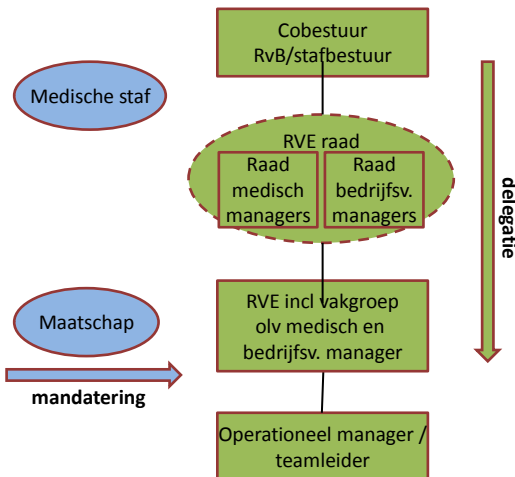 Cobestuur
RvB/stafbestuur
Medische staf
RVE raad
Raad
medisch
managers
Raad
bedrijfsv.
managers
delegatie
RVE incl vakgroep
olv medisch en
bedrijfsv. manager
Maatschap
mandatering
Operationeel manager /
teamleider